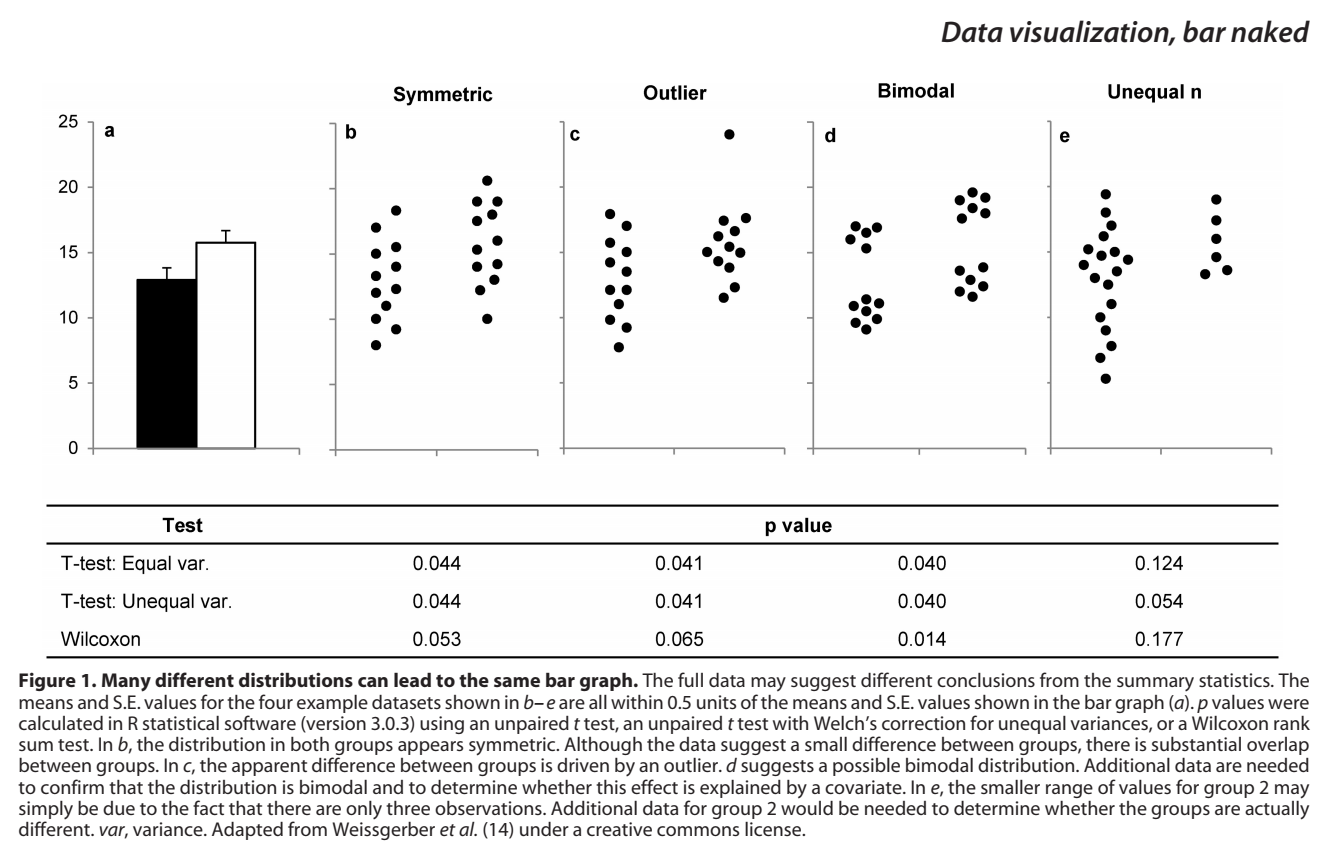 Data visualization, bar naked
Symmetric Outlier Bimodal Unequal n
a b c d e
25
20
15
10
5
0
Test p value
T-test: Equal var. 0.044 0.041 0.040 0.124
T-test: Unequal var. 0.044 0.041 0.040 0.054
Wilcoxon 0.053 0.065 0.014 0.177
Figure 1. Many different distributions can lead to the same bar graph. The full data may suggest different conclusions from the summary statistics. The
means and S.E. values for the four example datasets shown in b–e are all within 0.5 units of the means and S.E. values shown in the bar graph (a). p values were
calculated in R statistical software (version 3.0.3) using an unpaired t test, an unpaired t test with Welch's correction for unequal variances, or a Wilcoxon rank
sum test. In b, the distribution in both groups appears symmetric. Although the data suggest a small difference between groups, there is substantial overlap
between groups. In c, the apparent difference between groups is driven by an outlier. d suggests a possible bimodal distribution. Additional data are needed
to confirm that the distribution is bimodal and to determine whether this effect is explained by a covariate. In e, the smaller range of values for group 2 may
simply be due to the fact that there are only three observations. Additional data for group 2 would be needed to determine whether the groups are actually
different. var, variance. Adapted from Weissgerber et al. (14) under a creative commons license.